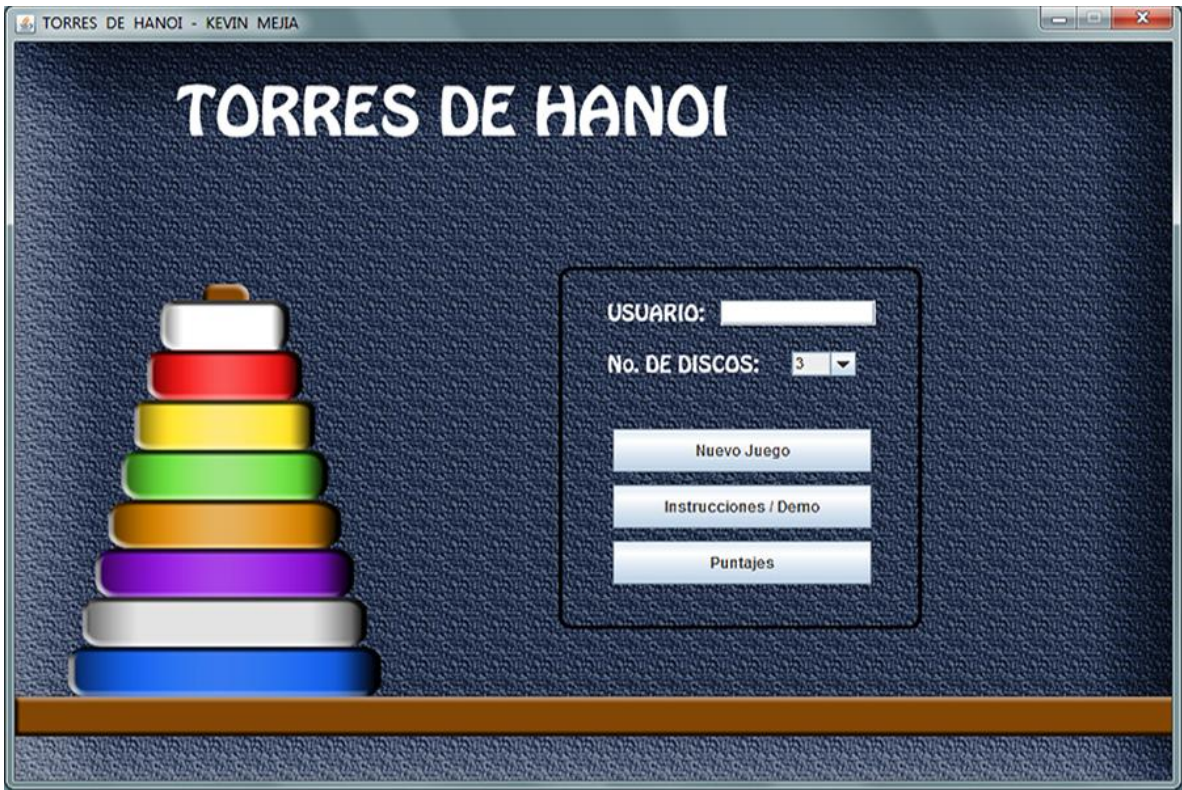 TORRES DE HANOI - KEVIN MEJIA
TORRES DE HANOI
USUARIO:
No. DE DISCOS: 3
Nuevo Juego
Instrucciones / Demo
Puntajes